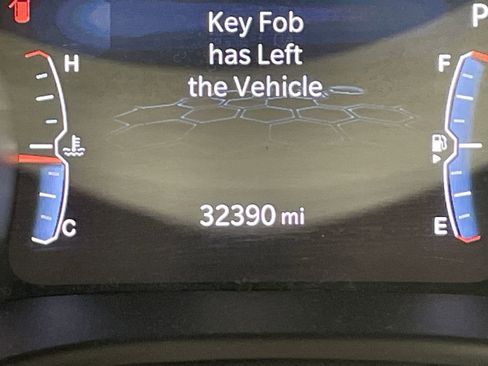 P
Key Fob
has Left
the Vehicle
H
F
32390 mi
C
E